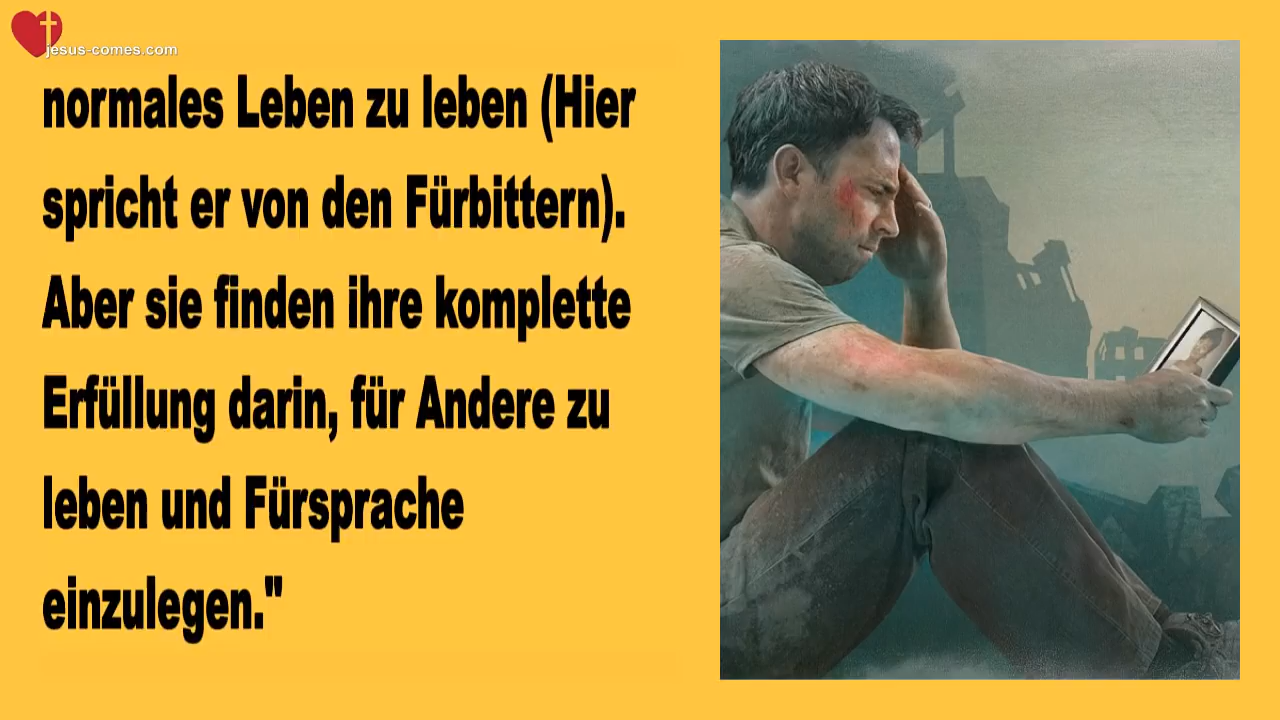 jesus-comes.com
normales Leben zu leben (Hier
spricht er von den Fürbittern).
Aber sie finden ihre komplette
Erfüllung darin, für Andere zu
leben und Fürsprache
einzulegen."